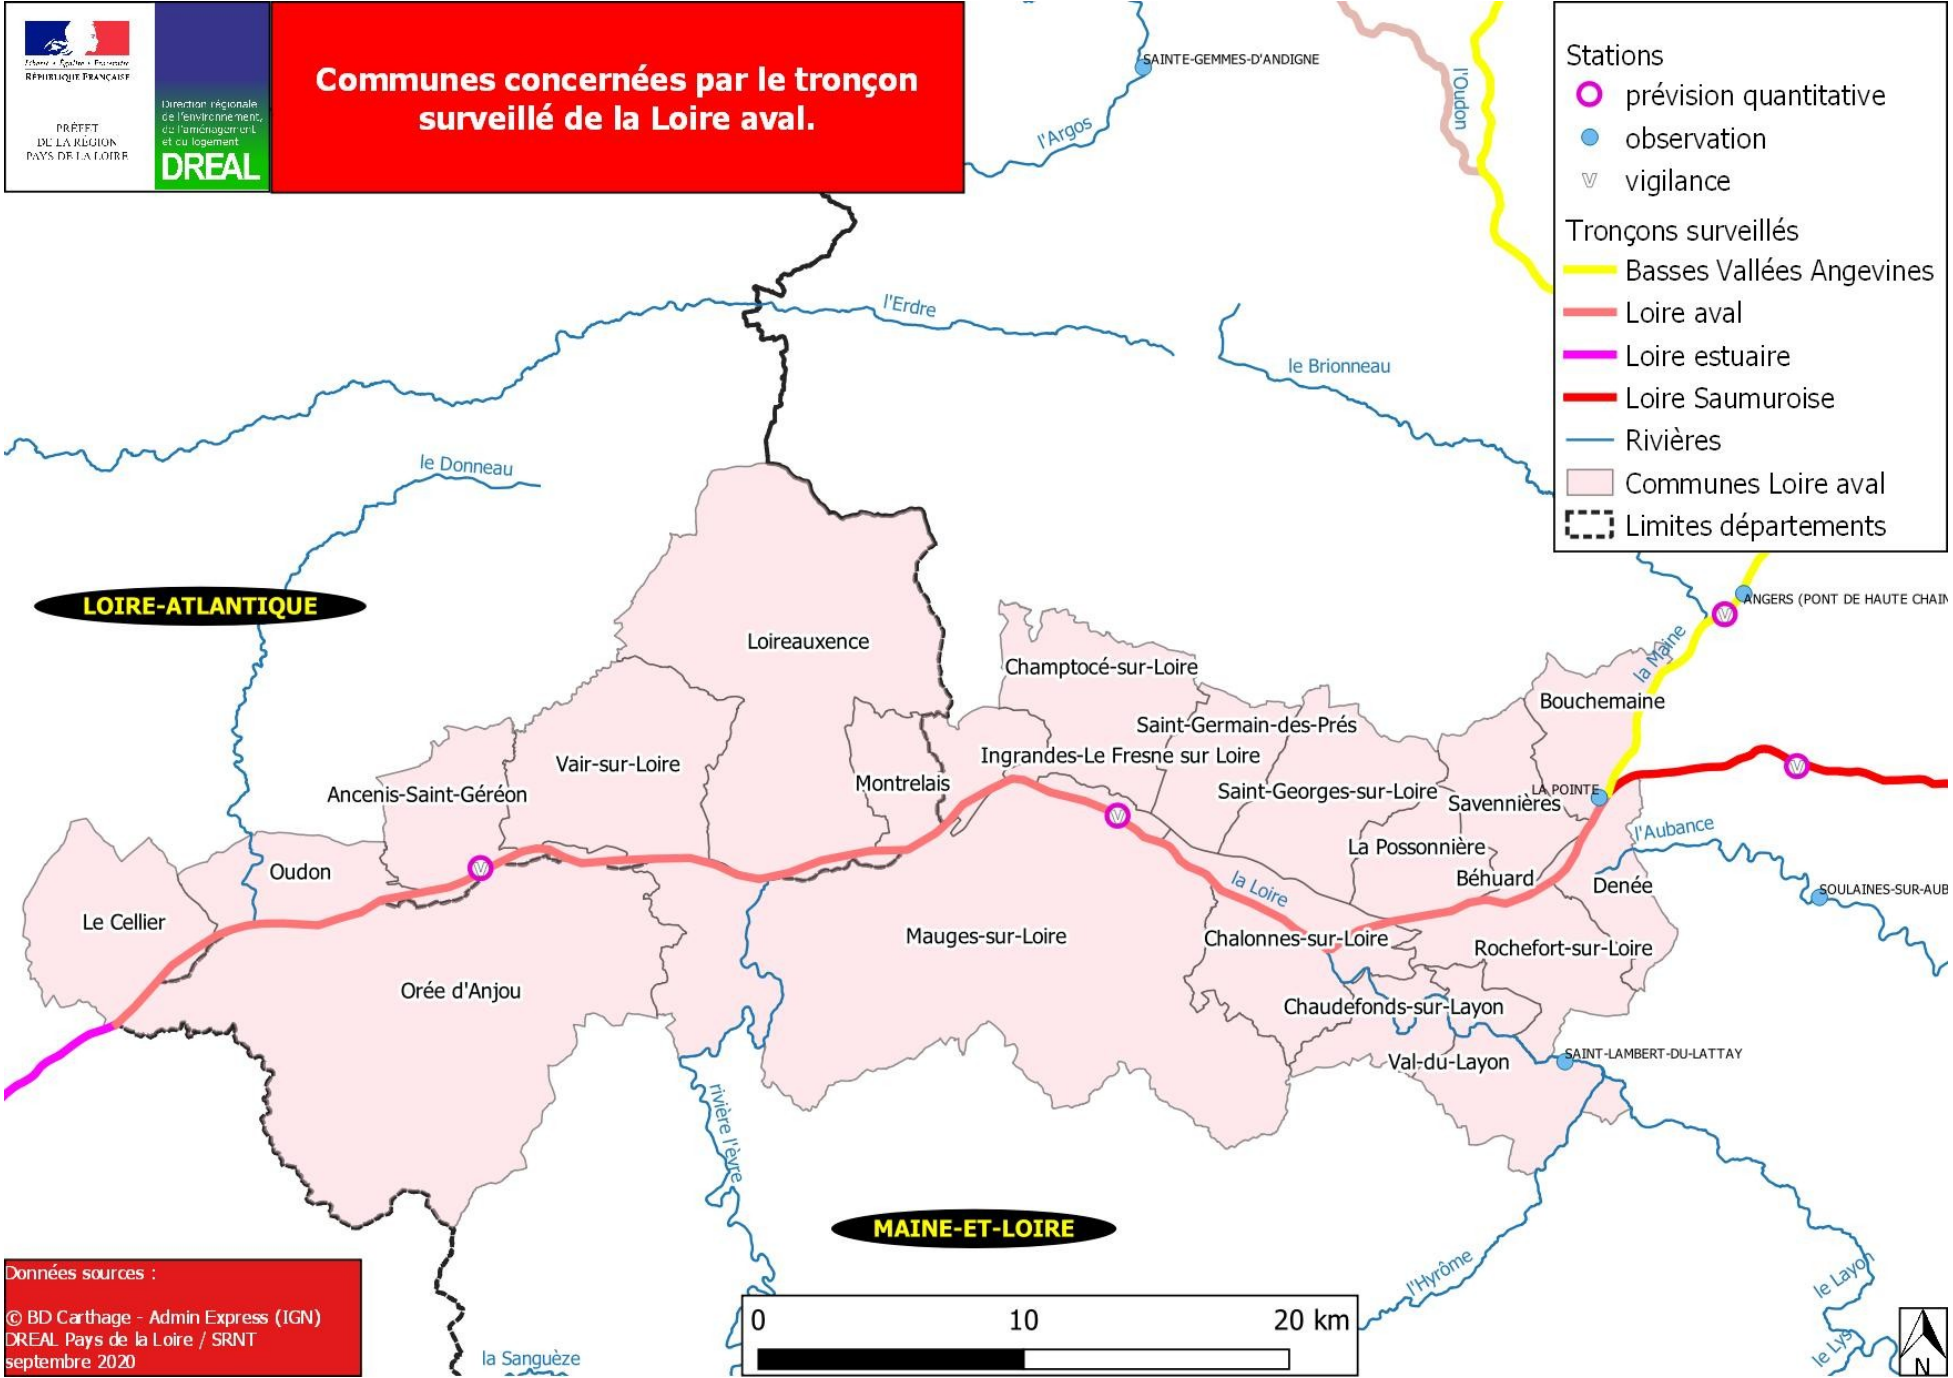 Liberté • Égalité • Fraternité
RÉPUBLIQUE FRANÇAISE
PRÉFET
DE LA RÉGION
PAYS DE LA LOIRE
Direction régionale
de l'environnement,
de l'aménagement
et du logement
DREAL
Communes concernées par le tronçon
surveillé de la Loire aval.
Stations
prévision quantitative
observation
V vigilance
Tronçons surveillés
Basses Vallées Angevines
Loire aval
Loire estuaire
Loire Saumuroise
Rivières
Communes Loire aval
Limites départements
SAINTE-GEMMES-D'ANDIGNE
l'Argos
l'Oudon
l'Erdre
le Brionneau
le Donneau
LOIRE-ATLANTIQUE
ANGERS (PONT DE HAUTE CHAIN
V
la Maine
Loireauxence
Champtocé-sur-Loire
Bouchemaine
Saint-Germain-des-Prés
Ingrandes-Le Fresne sur Loire
Vair-sur-Loire
V
Montrelais
Ancenis-Saint-Géréon
Saint-Georges-sur-Loire
Savennières
LA POINTE
V
l'Aubance
La Possonnière
Oudon
V
Béhuard
Denée
la Loire
SOULAINES-SUR-AUB
Le Cellier
Mauges-sur-Loire
Chalonnes-sur-Loire
Rochefort-sur-Loire
Orée d'Anjou
Chaudefonds-sur-Layon
Val-du-Layon
SAINT-LAMBERT-DU-LATTAY
rivière l'èvre
MAINE-ET-LOIRE
l'Hyrôme
le Layon
le Lys
la Sanguèze
Données sources :
© BD Carthage - Admin Express (IGN)
DREAL Pays de la Loire / SRNT
septembre 2020
0 10 20 km
N